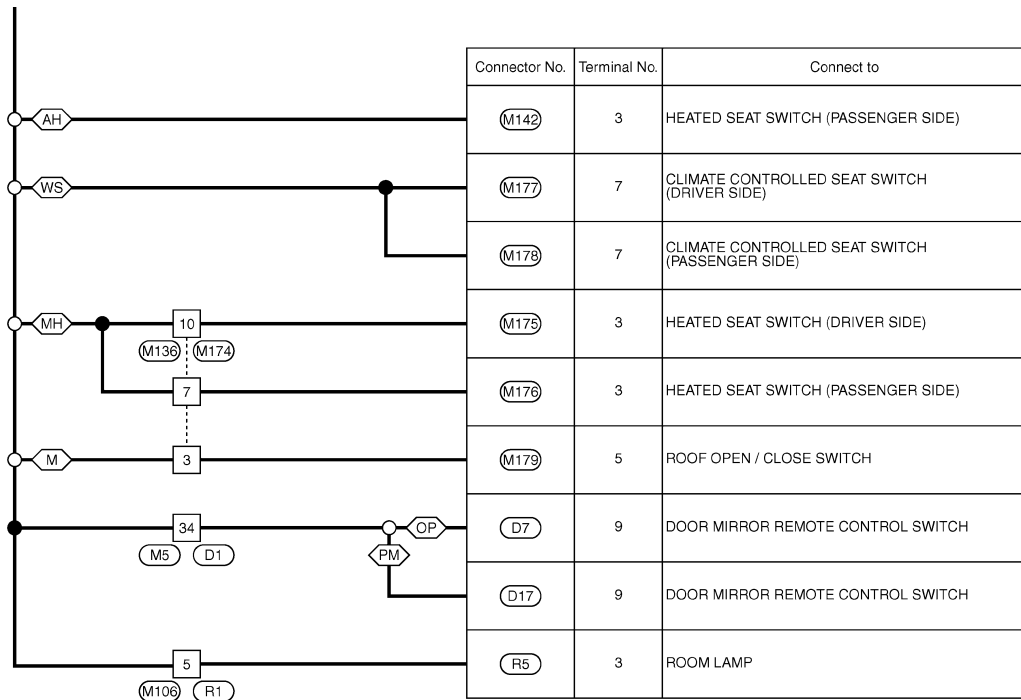 Connector No. Terminal No. Connect to
AH M142 3 HEATED SEAT SWITCH (PASSENGER SIDE)
WS M177 7 CLIMATE CONTROLLED SEAT SWITCH
(DRIVER SIDE)
M178 7 CLIMATE CONTROLLED SEAT SWITCH
(PASSENGER SIDE)
MH 10 M175 3 HEATED SEAT SWITCH (DRIVER SIDE)
M136 M174
7 M176 3 HEATED SEAT SWITCH (PASSENGER SIDE)
M 3 M179 5 ROOF OPEN / CLOSE SWITCH
34 OP D7 9 DOOR MIRROR REMOTE CONTROL SWITCH
M5 D1 PM
D17 9 DOOR MIRROR REMOTE CONTROL SWITCH
5 R5 3 ROOM LAMP
M106 R1